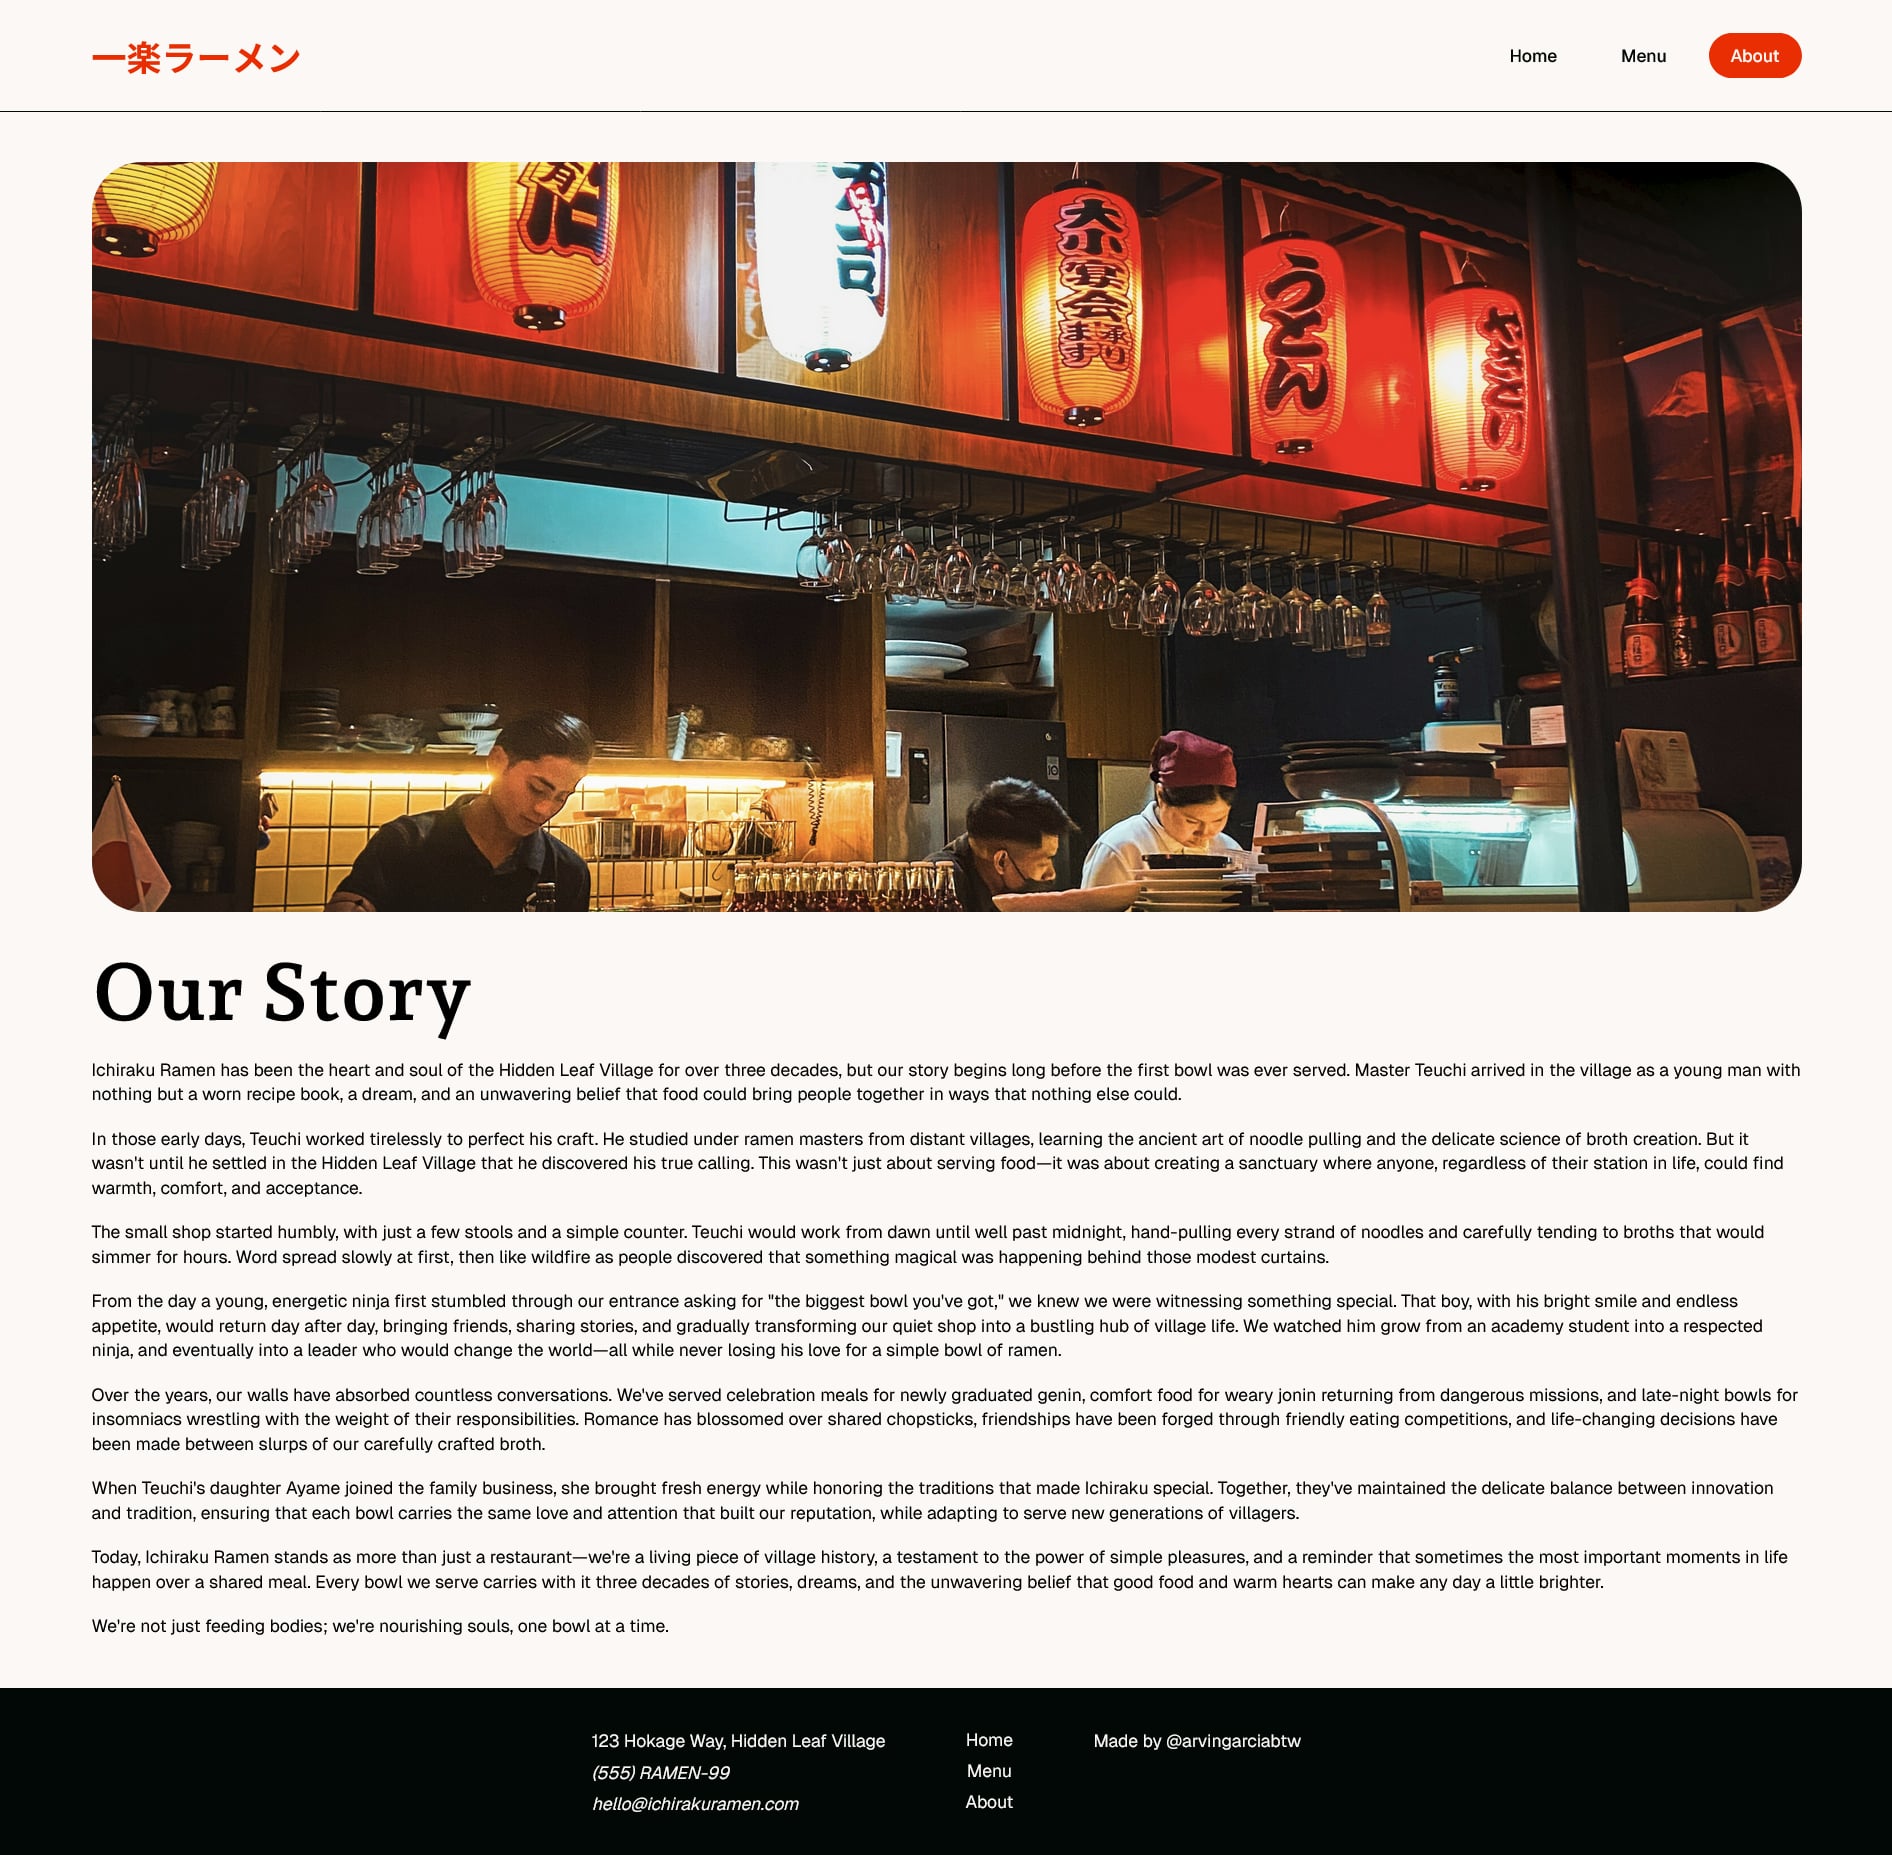 一楽ラーメン
Home
Menu
About
寿司
大小宴会
ます
承り
うどん
Our Story
Ichiraku Ramen has been the heart and soul of the Hidden Leaf Village for over three decades, but our story begins long before the first bowl was ever served. Master Teuchi arrived in the village as a young man with
nothing but a worn recipe book, a dream, and an unwavering belief that food could bring people together in ways that nothing else could.
In those early days, Teuchi worked tirelessly to perfect his craft. He studied under ramen masters from distant villages, learning the ancient art of noodle pulling and the delicate science of broth creation. But it
wasn't until he settled in the Hidden Leaf Village that he discovered his true calling. This wasn't just about serving food—it was about creating a sanctuary where anyone, regardless of their station in life, could find
warmth, comfort, and acceptance.
The small shop started humbly, with just a few stools and a simple counter. Teuchi would work from dawn until well past midnight, hand-pulling every strand of noodles and carefully tending to broths that would
simmer for hours. Word spread slowly at first, then like wildfire as people discovered that something magical was happening behind those modest curtains.
From the day a young, energetic ninja first stumbled through our entrance asking for "the biggest bowl you've got," we knew we were witnessing something special. That boy, with his bright smile and endless
appetite, would return day after day, bringing friends, sharing stories, and gradually transforming our quiet shop into a bustling hub of village life. We watched him grow from an academy student into a respected
ninja, and eventually into a leader who would change the world—all while never losing his love for a simple bowl of ramen.
Over the years, our walls have absorbed countless conversations. We've served celebration meals for newly graduated genin, comfort food for weary jonin returning from dangerous missions, and late-night bowls for
insomniacs wrestling with the weight of their responsibilities. Romance has blossomed over shared chopsticks, friendships have been forged through friendly eating competitions, and life-changing decisions have
been made between slurps of our carefully crafted broth.
When Teuchi's daughter Ayame joined the family business, she brought fresh energy while honoring the traditions that made Ichiraku special. Together, they've maintained the delicate balance between innovation
and tradition, ensuring that each bowl carries the same love and attention that built our reputation, while adapting to serve new generations of villagers.
Today, Ichiraku Ramen stands as more than just a restaurant—we're a living piece of village history, a testament to the power of simple pleasures, and a reminder that sometimes the most important moments in life
happen over a shared meal. Every bowl we serve carries with it three decades of stories, dreams, and the unwavering belief that good food and warm hearts can make any day a little brighter.
We're not just feeding bodies; we're nourishing souls, one bowl at a time.
123 Hokage Way, Hidden Leaf Village
(555) RAMEN-99
hello@ichirakuramen.com
Home
Menu
About
Made by @arvingarciabtw